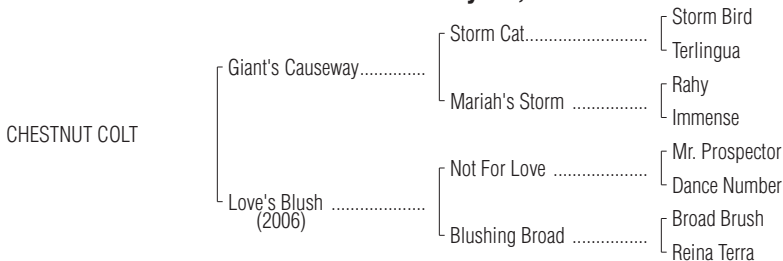 Storm Bird
Storm Cat..............................
Terlingua
Giant's Causeway..............
Rahy
Mariah's Storm .................
Immense
CHESTNUT COLT
Mr. Prospector
Not For Love .....................
Dance Number
Love's Blush .....................
(2006)
Broad Brush
Blushing Broad .................
Reina Terra